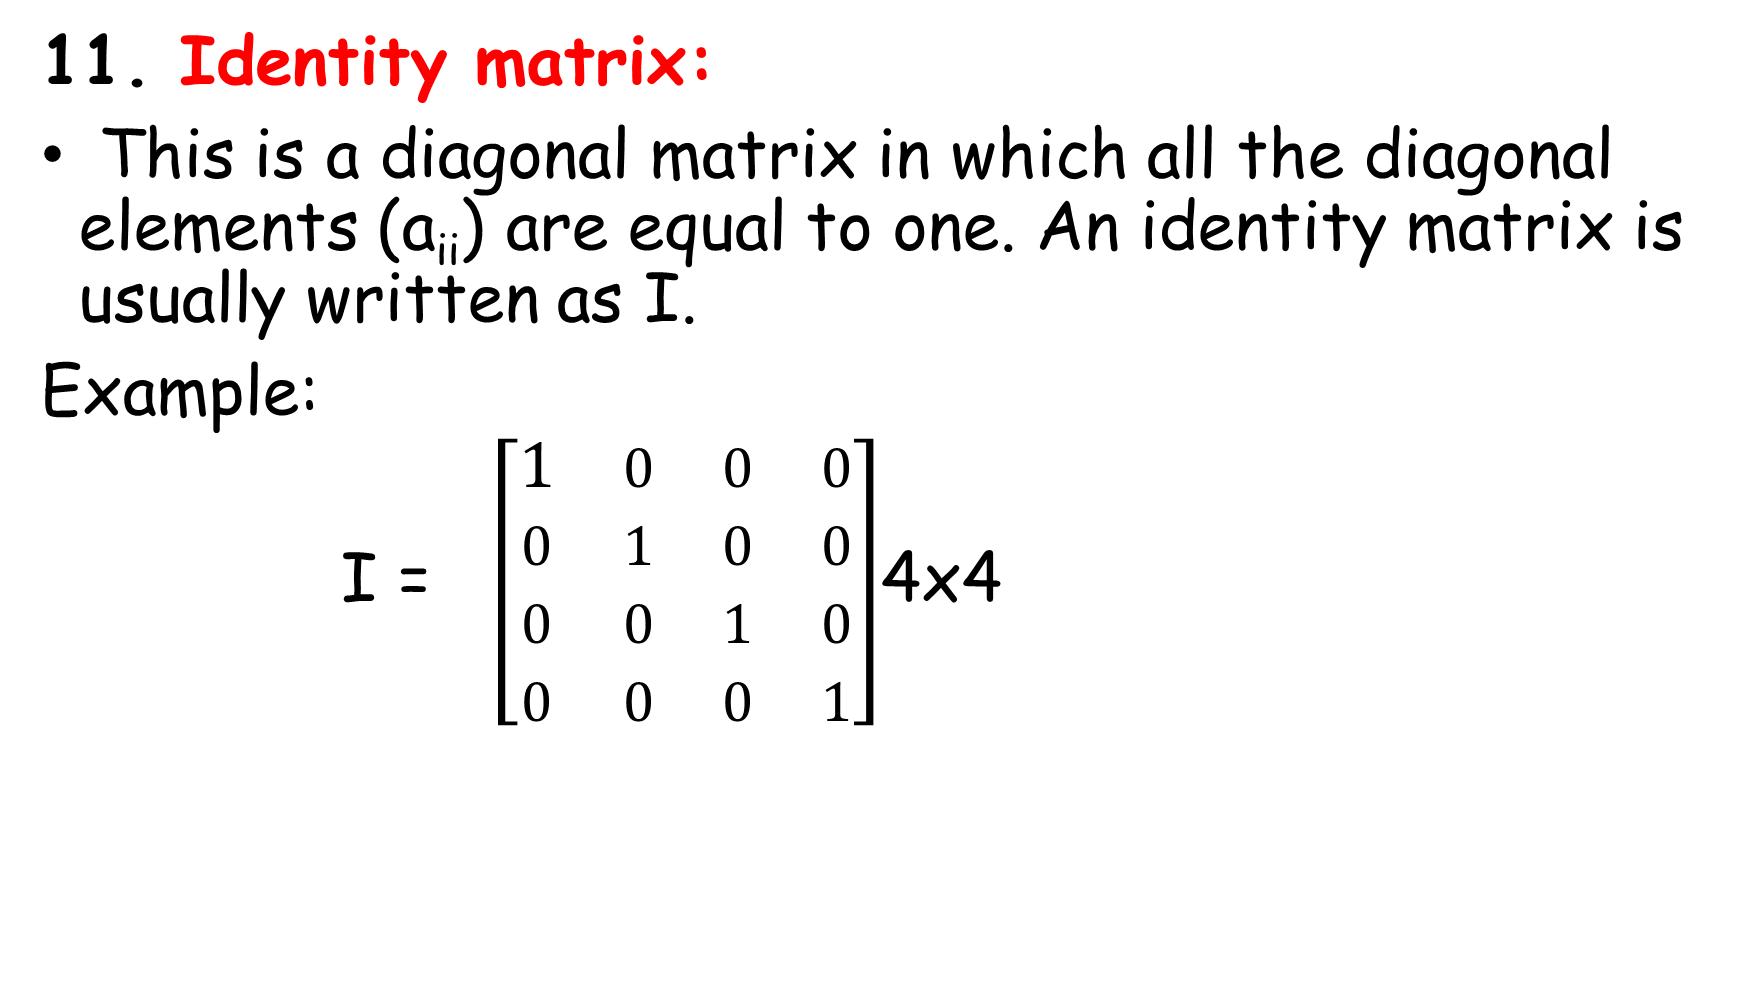 11. Identity matrix:
• This is a diagonal matrix in which all the diagonal
elements (aᵢᵢ) are equal to one. An identity matrix is
usually written as I.
Example:
1 0 0 0
0 1 0 0
I = 4x4
0 0 1 0
0 0 0 1